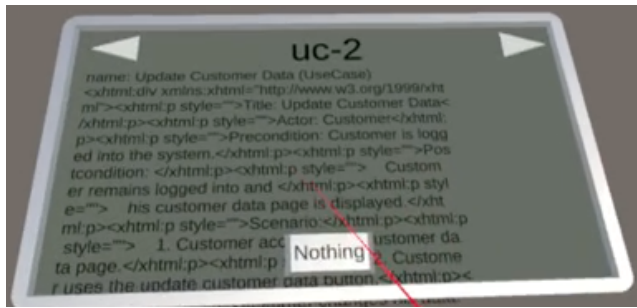 uc-2
name: Update Customer Data (UseCase)
<xhtml:div xmlns:xhtml="http://www.w3.org/1999/xht
ml"><xhtml:p style="">Title: Update Customer Data<
/xhtml:p><xhtml:p style="">Actor: Customer</xhtml:
p><xhtml:p style="">Precondition: Customer is logg
ed into the system.</xhtml:p><xhtml:p style="">Pos
tcondition: </xhtml:p><xhtml:p style=""> Custom
er remains logged into and </xhtml:p><xhtml:p styl
e=""> his customer data page is displayed.</xht
ml:p><xhtml:p style="">Scenario:</xhtml:p><xhtml:p
style=""> 1. Customer acc ustomer da
ta page.</xhtml:p><xhtml:p Nothing 2. Custome
r uses the update customer data button.</xhtml:p><